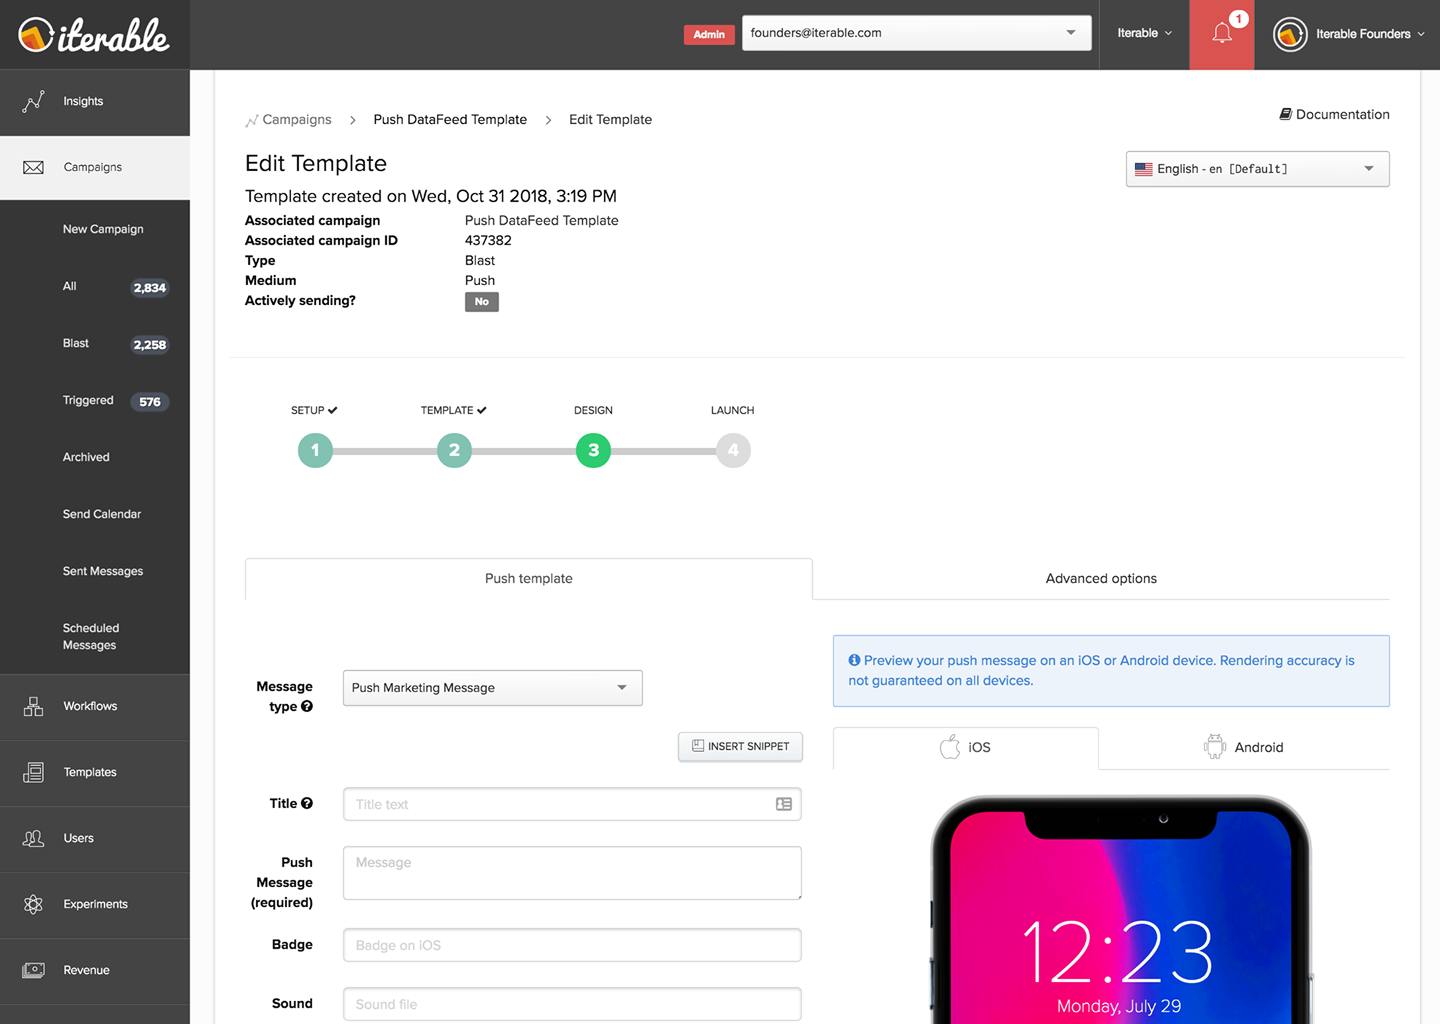 iterable
Admin
founders@iterable.com
Iterable
1
Iterable Founders
Insights
Campaigns
New Campaign
All 2,834
Blast 2,258
Triggered 576
Archived
Send Calendar
Sent Messages
Scheduled
Messages
Workflows
Templates
Users
Experiments
Revenue
Campaigns > Push DataFeed Template > Edit Template
Documentation
Edit Template
English - en [Default]
Template created on Wed, Oct 31 2018, 3:19 PM
Associated campaign Push DataFeed Template
Associated campaign ID 437382
Type Blast
Medium Push
Actively sending? No
SETUP TEMPLATE DESIGN LAUNCH
1 2 3 4
Push template Advanced options
Message
type
Push Marketing Message
INSERT SNIPPET
Title Title text
Push
Message
(required)
Message
Badge Badge on iOS
Sound Sound file
Preview your push message on an iOS or Android device. Rendering accuracy is
not guaranteed on all devices.
iOS Android
12:23
Monday, July 29